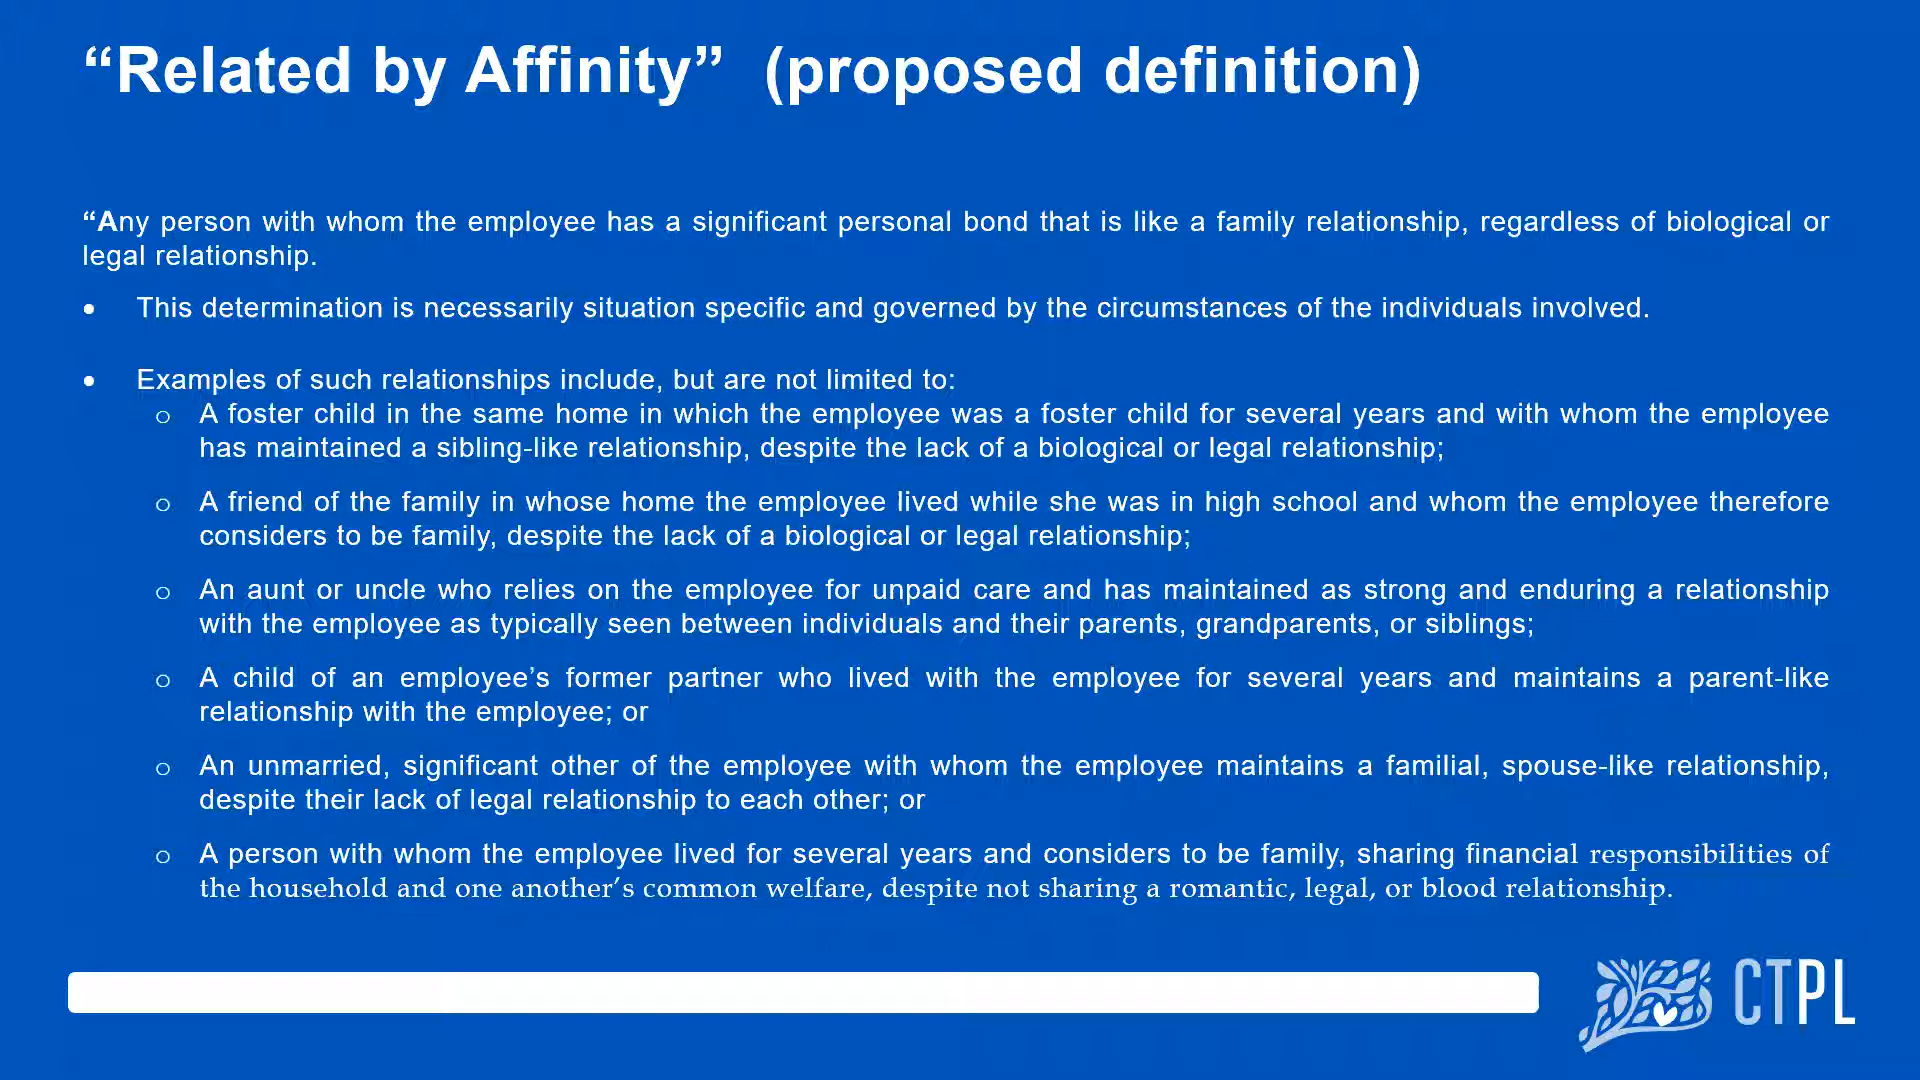 “Related by Affinity” (proposed definition)
“Any person with whom the employee has a significant personal bond that is like a family relationship, regardless of biological or
legal relationship.
• This determination is necessarily situation specific and governed by the circumstances of the individuals involved.
• Examples of such relationships include, but are not limited to:
o A foster child in the same home in which the employee was a foster child for several years and with whom the employee
has maintained a sibling-like relationship, despite the lack of a biological or legal relationship;
o A friend of the family in whose home the employee lived while she was in high school and whom the employee therefore
considers to be family, despite the lack of a biological or legal relationship;
o An aunt or uncle who relies on the employee for unpaid care and has maintained as strong and enduring a relationship
with the employee as typically seen between individuals and their parents, grandparents, or siblings;
o A child of an employee’s former partner who lived with the employee for several years and maintains a parent-like
relationship with the employee; or
o An unmarried, significant other of the employee with whom the employee maintains a familial, spouse-like relationship,
despite their lack of legal relationship to each other; or
o A person with whom the employee lived for several years and considers to be family, sharing financial responsibilities of
the household and one another’s common welfare, despite not sharing a romantic, legal, or blood relationship.
CTPL